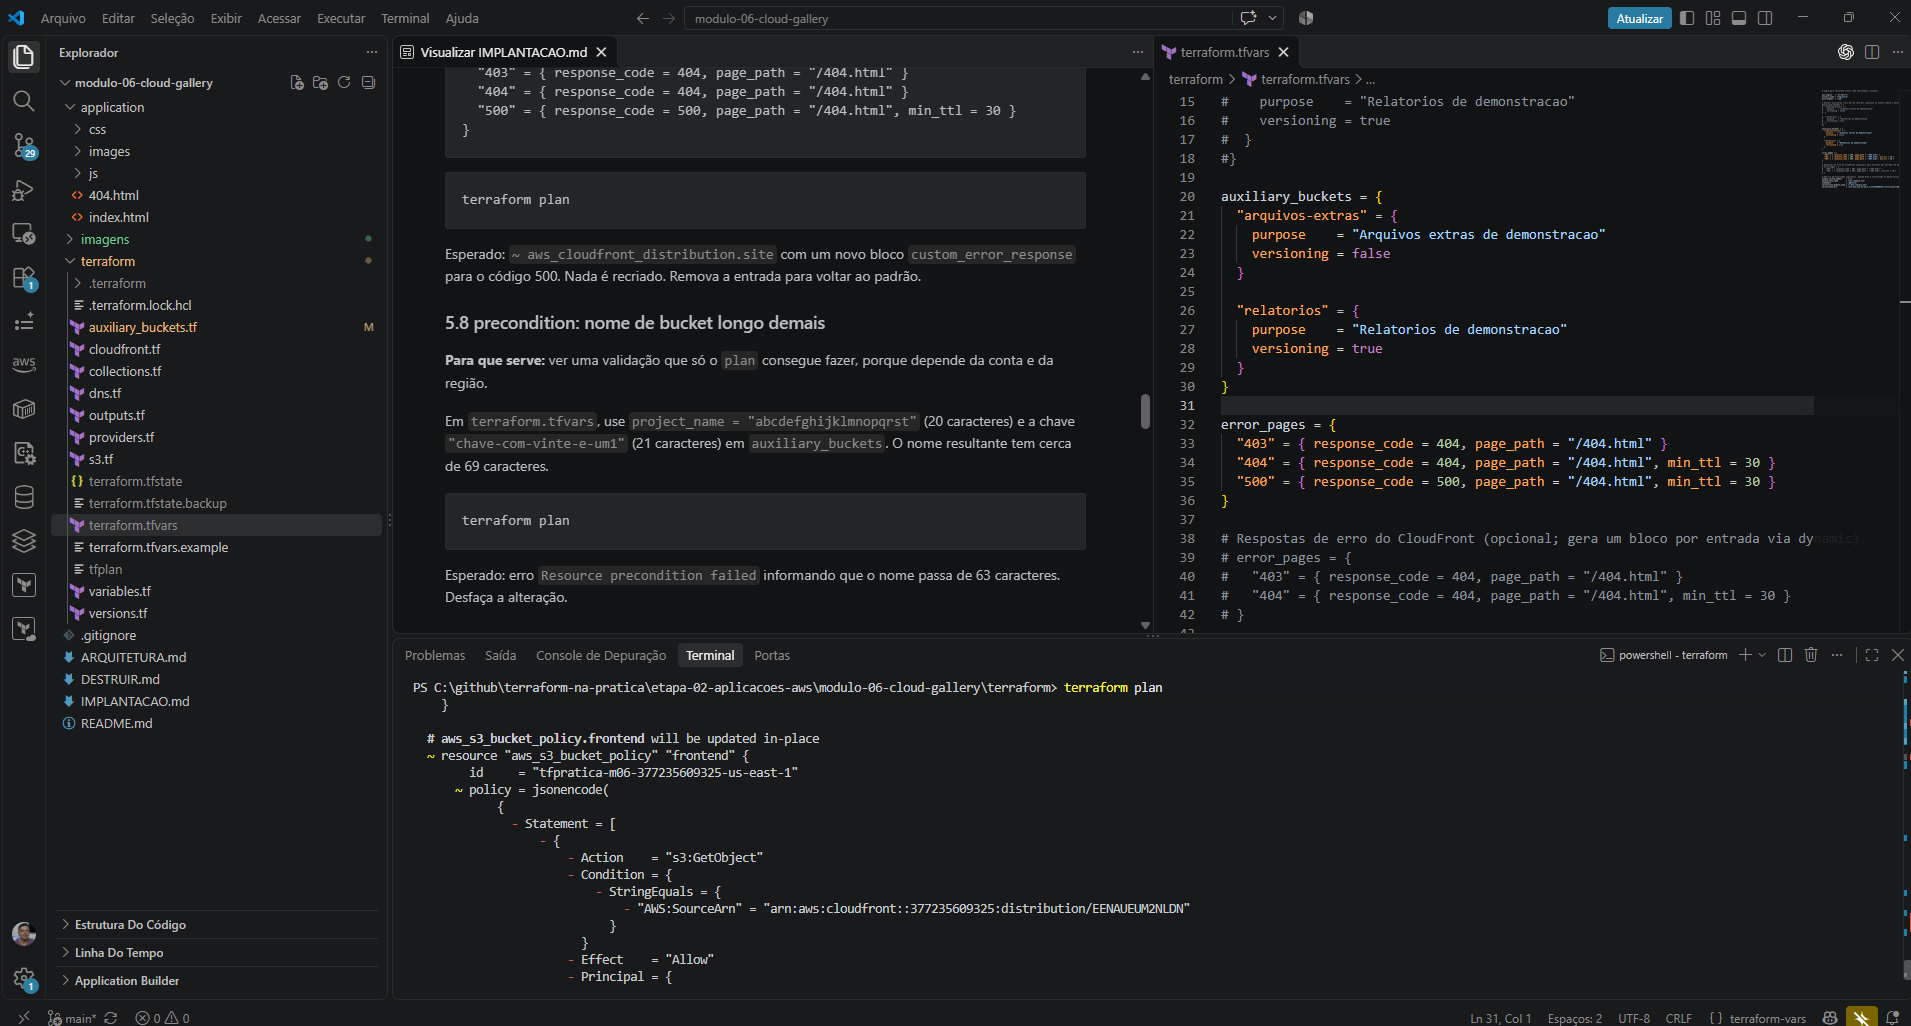 Arquivo Editar Seleção Exibir Acessar Executar Terminal Ajuda
modulo-06-cloud-gallery
Atualizar
Explorador
modulo-06-cloud-gallery
application
css
images
js
404.html
index.html
imagens
terraform
.terraform
.terraform.lock.hcl
auxiliary_buckets.tf M
cloudfront.tf
collections.tf
dns.tf
outputs.tf
providers.tf
s3.tf
terraform.tfstate
terraform.tfstate.backup
terraform.tfvars
terraform.tfvars.example
tfplan
variables.tf
versions.tf
.gitignore
ARQUITETURA.md
DESTRUIR.md
IMPLANTACAO.md
README.md
Estrutura Do Código
Linha Do Tempo
Application Builder
29
1
aws
1
Visualizar IMPLANTACAO.md
"403" = { response_code = 404, page_path = "/404.html" }
"404" = { response_code = 404, page_path = "/404.html" }
"500" = { response_code = 500, page_path = "/404.html", min_ttl = 30 }
}
terraform plan
Esperado: ~ aws_cloudfront_distribution.site com um novo bloco custom_error_response
para o código 500. Nada é recriado. Remova a entrada para voltar ao padrão.
5.8 precondition: nome de bucket longo demais
Para que serve: ver uma validação que só o plan consegue fazer, porque depende da conta e da
região.
Em terraform.tfvars, use project_name = "abcdefghijklmnopqrst" (20 caracteres) e a chave
"chave-com-vinte-e-um1" (21 caracteres) em auxiliary_buckets. O nome resultante tem cerca
de 69 caracteres.
terraform plan
Esperado: erro Resource precondition failed informando que o nome passa de 63 caracteres.
Desfaça a alteração.
terraform.tfvars
terraform > terraform.tfvars > ...
15 #    purpose    = "Relatorios de demonstracao"
16 #    versioning = true
17 #  }
18 #}
19
20 auxiliary_buckets = {
21   "arquivos-extras" = {
22     purpose    = "Arquivos extras de demonstracao"
23     versioning = false
24   }
25
26   "relatorios" = {
27     purpose    = "Relatorios de demonstracao"
28     versioning = true
29   }
30 }
31
32 error_pages = {
33   "403" = { response_code = 404, page_path = "/404.html" }
34   "404" = { response_code = 404, page_path = "/404.html", min_ttl = 30 }
35   "500" = { response_code = 500, page_path = "/404.html", min_ttl = 30 }
36 }
37
38 # Respostas de erro do CloudFront (opcional; gera um bloco por entrada via dynamic).
39 # error_pages = {
40 #   "403" = { response_code = 404, page_path = "/404.html" }
41 #   "404" = { response_code = 404, page_path = "/404.html", min_ttl = 30 }
42 # }
Problemas Saída Console de Depuração Terminal Portas
powershell - terraform
PS C:\github\terraform-na-pratica\etapa-02-aplicacoes-aws\modulo-06-cloud-gallery\terraform> terraform plan
}
# aws_s3_bucket_policy.frontend will be updated in-place
~ resource "aws_s3_bucket_policy" "frontend" {
id     = "tfpratica-m06-377235609325-us-east-1"
~ policy = jsonencode(
{
- Statement = [
- {
- Action    = "s3:GetObject"
- Condition = {
- StringEquals = {
- "AWS:SourceArn" = "arn:aws:cloudfront::377235609325:distribution/EENAUEUM2NLDN"
}
}
- Effect    = "Allow"
- Principal = {
main* 0 0
Ln 31, Col 1 Espaços: 2 UTF-8 CRLF { } terraform-vars